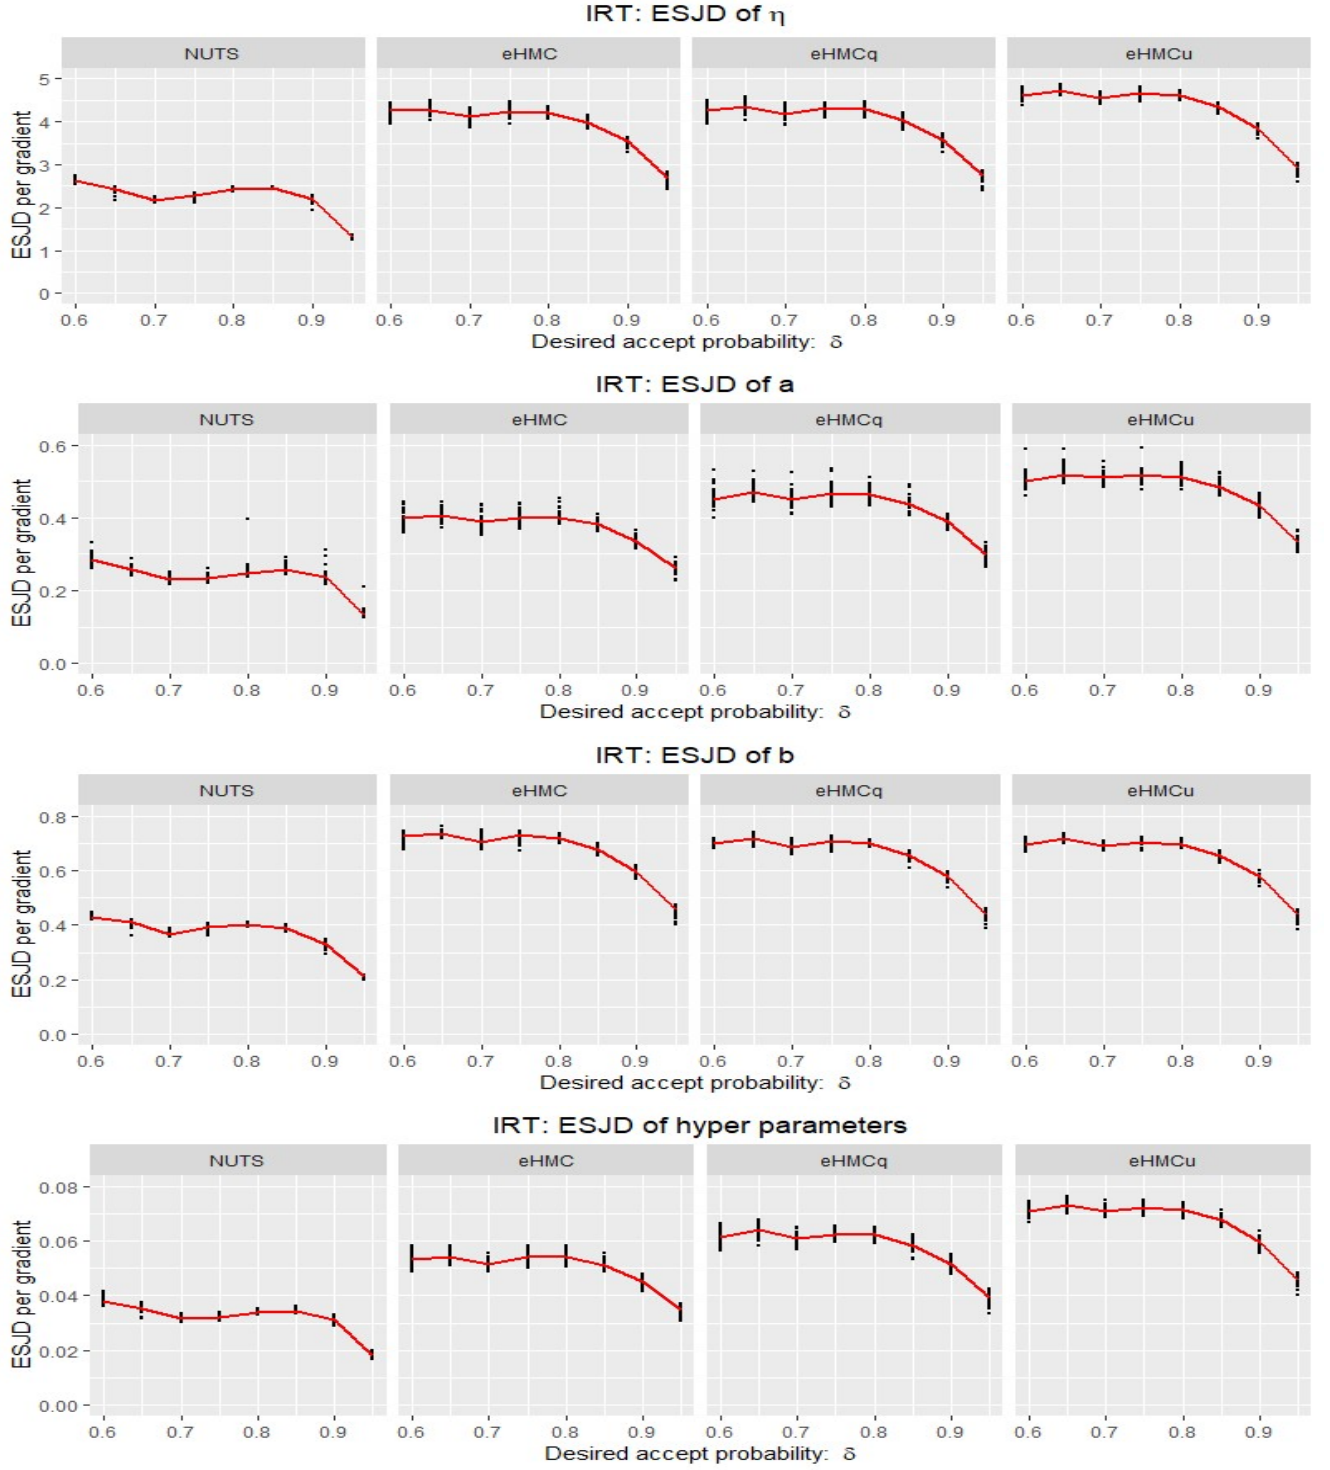 IRT: ESJD of η
NUTS eHMC eHMCq eHMCu
ESJD per gradient
5
4
3
2
1
0
0.6 0.7 0.8 0.9 0.6 0.7 0.8 0.9 0.6 0.7 0.8 0.9 0.6 0.7 0.8 0.9
Desired accept probability: δ
IRT: ESJD of a
NUTS eHMC eHMCq eHMCu
ESJD per gradient
0.6
0.4
0.2
0.0
0.6 0.7 0.8 0.9 0.6 0.7 0.8 0.9 0.6 0.7 0.8 0.9 0.6 0.7 0.8 0.9
Desired accept probability: δ
IRT: ESJD of b
NUTS eHMC eHMCq eHMCu
ESJD per gradient
0.8
0.6
0.4
0.2
0.0
0.6 0.7 0.8 0.9 0.6 0.7 0.8 0.9 0.6 0.7 0.8 0.9 0.6 0.7 0.8 0.9
Desired accept probability: δ
IRT: ESJD of hyper parameters
NUTS eHMC eHMCq eHMCu
ESJD per gradient
0.08
0.06
0.04
0.02
0.00
0.6 0.7 0.8 0.9 0.6 0.7 0.8 0.9 0.6 0.7 0.8 0.9 0.6 0.7 0.8 0.9
Desired accept probability: δ